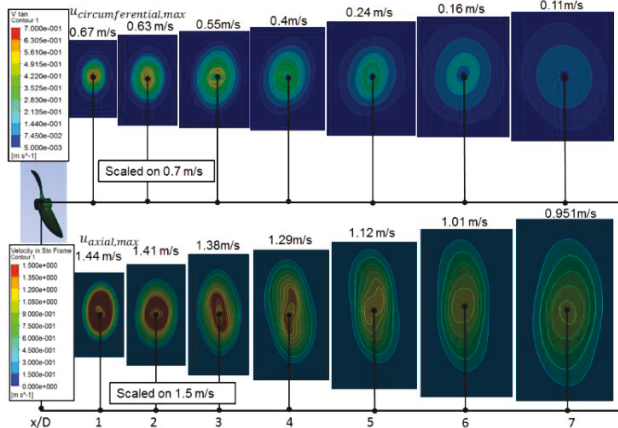 V tan
Contour 1
7.000e-001
6.305e-001
5.610e-001
4.915e-001
4.220e-001
3.525e-001
2.830e-001
2.135e-001
1.440e-001
7.450e-002
5.000e-003
[m s^-1]
u circumferential,max
0.67 m/s
0.63 m/s
0.55m/s
0.4m/s
0.24 m/s
0.16 m/s
0.11m/s
Scaled on 0.7 m/s
Velocity in Stn Frame
Contour 1
1.500e+000
1.350e+000
1.200e+000
1.050e+000
9.000e-001
7.500e-001
6.000e-001
4.500e-001
3.000e-001
1.500e-001
0.000e+000
[m s^-1]
u axial,max
1.44 m/s
1.41 m/s
1.38m/s
1.29m/s
1.12 m/s
1.01 m/s
0.951m/s
Scaled on 1.5 m/s
x/D 1 2 3 4 5 6 7